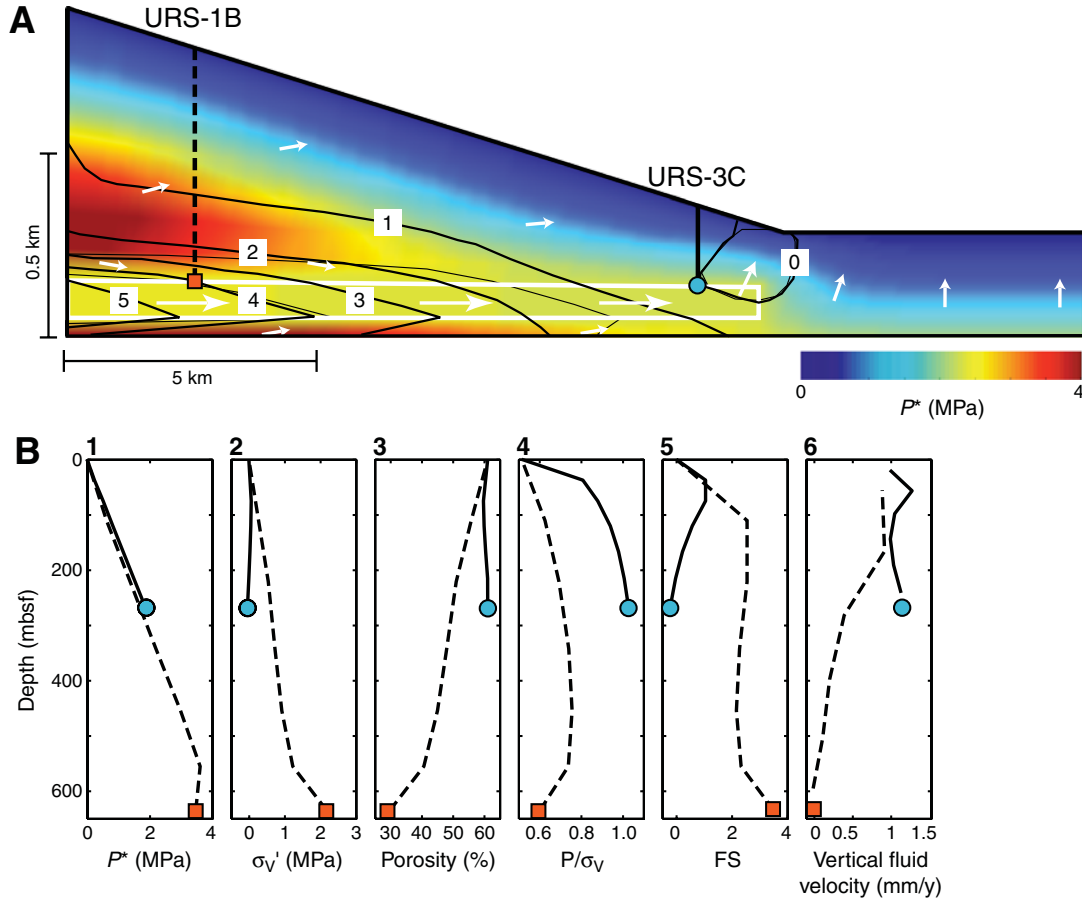 A
URS-1B
URS-3C
0.5 km
1
2
0
5
4
3
5 km
0
4
P* (MPa)
B
1
2
3
4
5
6
0
200
400
600
Depth (mbsf)
0
2
4
0
1
2
3
30
40
50
60
0.6
0.8
1.0
0
2
4
0
0.5
1
1.5
P* (MPa)
σV' (MPa)
Porosity (%)
P/σV
FS
Vertical fluid
velocity (mm/y)